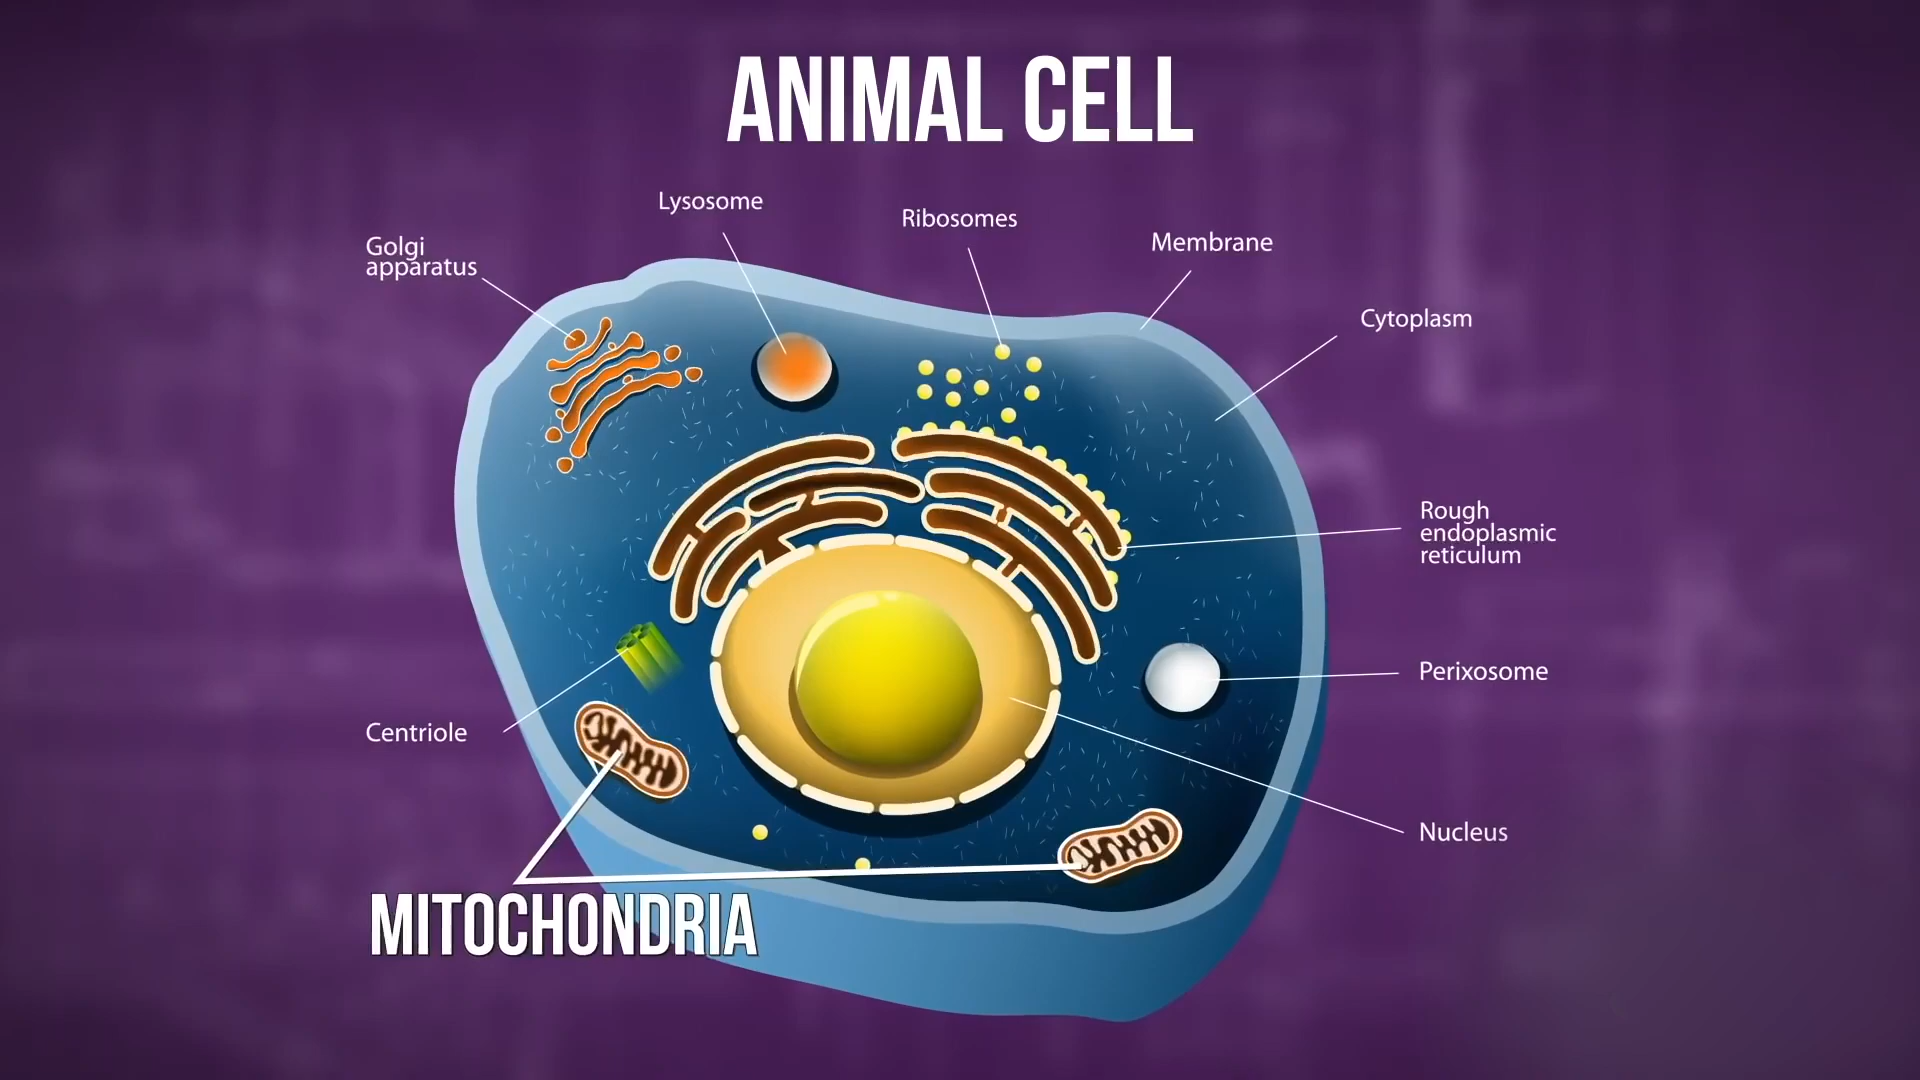 ANIMAL CELL
Lysosome
Ribosomes
Membrane
Golgi
apparatus
Cytoplasm
Rough
endoplasmic
reticulum
Perixosome
Centriole
Nucleus
MITOCHONDRIA